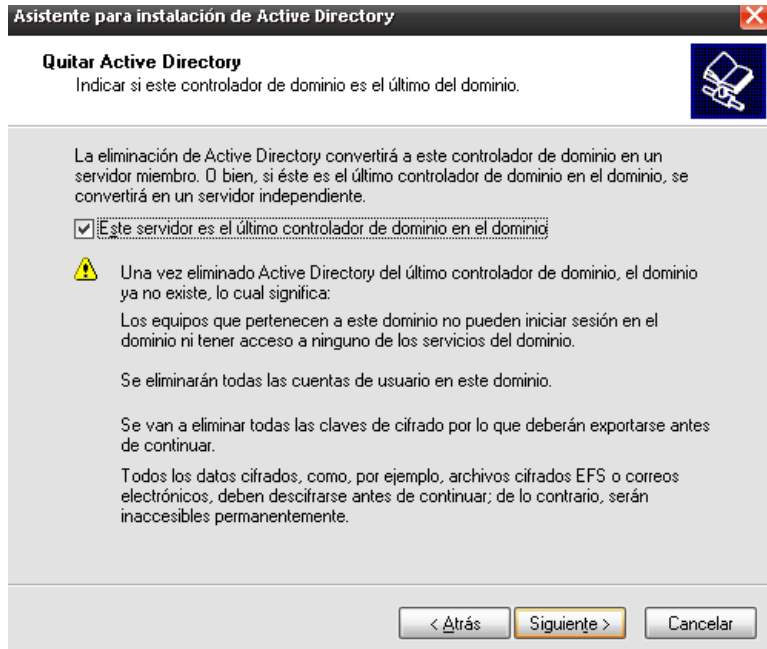 Asistente para instalación de Active Directory
Quitar Active Directory
Indicar si este controlador de dominio es el último del dominio.
La eliminación de Active Directory convertirá a este controlador de dominio en un
servidor miembro. O bien, si éste es el último controlador de dominio en el dominio, se
convertirá en un servidor independiente.
Este servidor es el último controlador de dominio en el dominio
Una vez eliminado Active Directory del último controlador de dominio, el dominio
ya no existe, lo cual significa:
Los equipos que pertenecen a este dominio no pueden iniciar sesión en el
dominio ni tener acceso a ninguno de los servicios del dominio.
Se eliminarán todas las cuentas de usuario en este dominio.
Se van a eliminar todas las claves de cifrado por lo que deberán exportarse antes
de continuar.
Todos los datos cifrados, como, por ejemplo, archivos cifrados EFS o correos
electrónicos, deben descifrarse antes de continuar; de lo contrario, serán
inaccesibles permanentemente.
< Atrás Siguiente > Cancelar